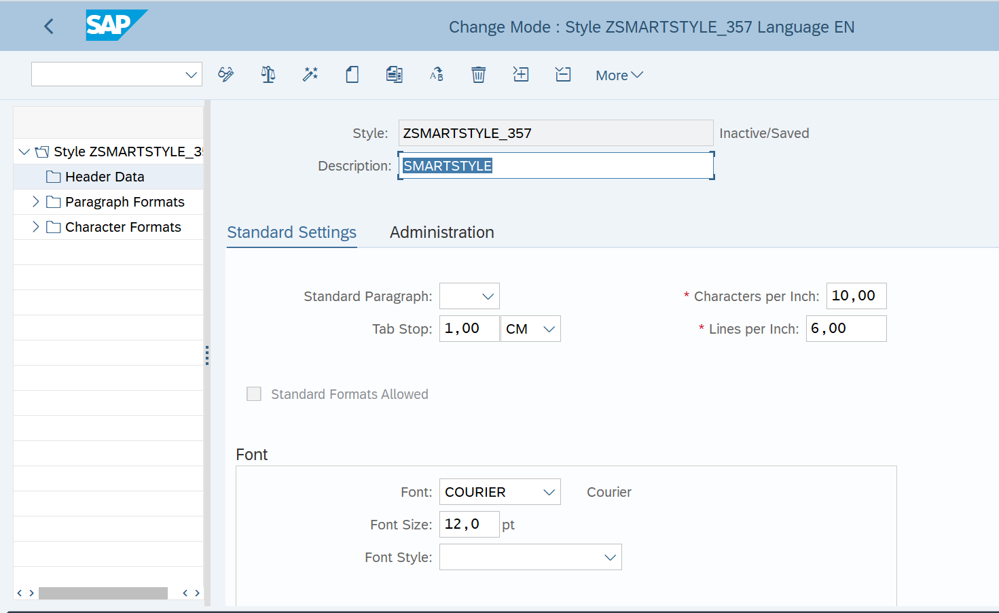 SAP
Change Mode : Style ZSMARTSTYLE_357 Language EN
More
Style ZSMARTSTYLE_35
Header Data
Paragraph Formats
Character Formats
Style: ZSMARTSTYLE_357 Inactive/Saved
Description: SMARTSTYLE
Standard Settings Administration
Standard Paragraph: * Characters per Inch: 10,00
Tab Stop: 1,00 CM * Lines per Inch: 6,00
Standard Formats Allowed
Font
Font: COURIER Courier
Font Size: 12,0 pt
Font Style: